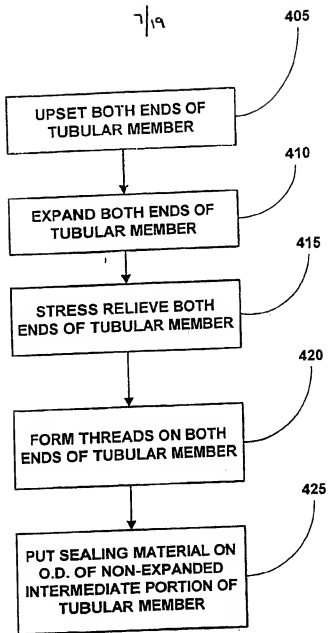 7/19
405
UPSET BOTH ENDS OF
TUBULAR MEMBER
410
EXPAND BOTH ENDS OF
TUBULAR MEMBER
415
STRESS RELIEVE BOTH
ENDS OF TUBULAR MEMBER
420
FORM THREADS ON BOTH
ENDS OF TUBULAR MEMBER
425
PUT SEALING MATERIAL ON
O.D. OF NON-EXPANDED
INTERMEDIATE PORTION OF
TUBULAR MEMBER